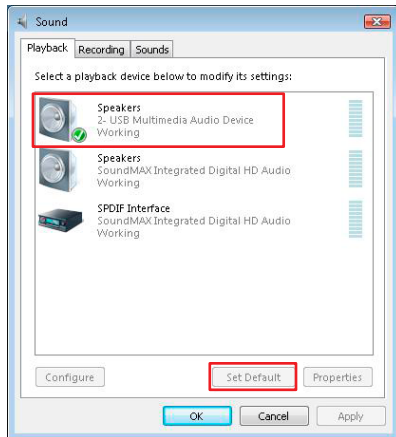 Sound
Playback Recording Sounds
Select a playback device below to modify its settings:
Speakers
2- USB Multimedia Audio Device
Working
Speakers
SoundMAX Integrated Digital HD Audio
Working
SPDIF Interface
SoundMAX Integrated Digital HD Audio
Working
Configure Set Default Properties
OK Cancel Apply